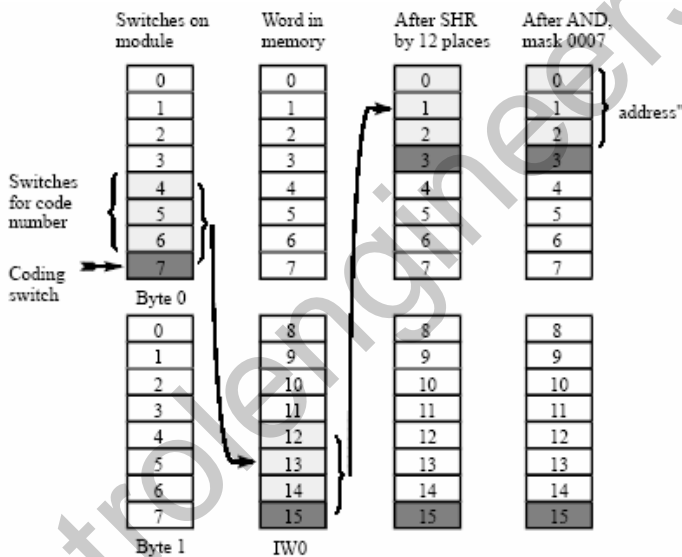 Switches on
module
Word in
memory
After SHR
by 12 places
After AND,
mask 0007
0 0 0 0
1 1 1 1
2 2 2 2
3 3 3 3
4 4 4 4
5 5 5 5
6 6 6 6
7 7 7 7
address"
Switches
for code
number
Coding
switch
Byte 0
0 8 8 8
1 9 9 9
2 10 10 10
3 11 11 11
4 12 12 12
5 13 13 13
6 14 14 14
7 15 15 15
Byte 1 IW0
trolengineers